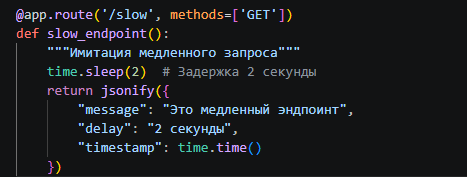 @app.route('/slow', methods=['GET'])
def slow_endpoint():
    """Имитация медленного запроса"""
    time.sleep(2)  # Задержка 2 секунды
    return jsonify({
        "message": "Это медленный эндпоинт",
        "delay": "2 секунды",
        "timestamp": time.time()
    })